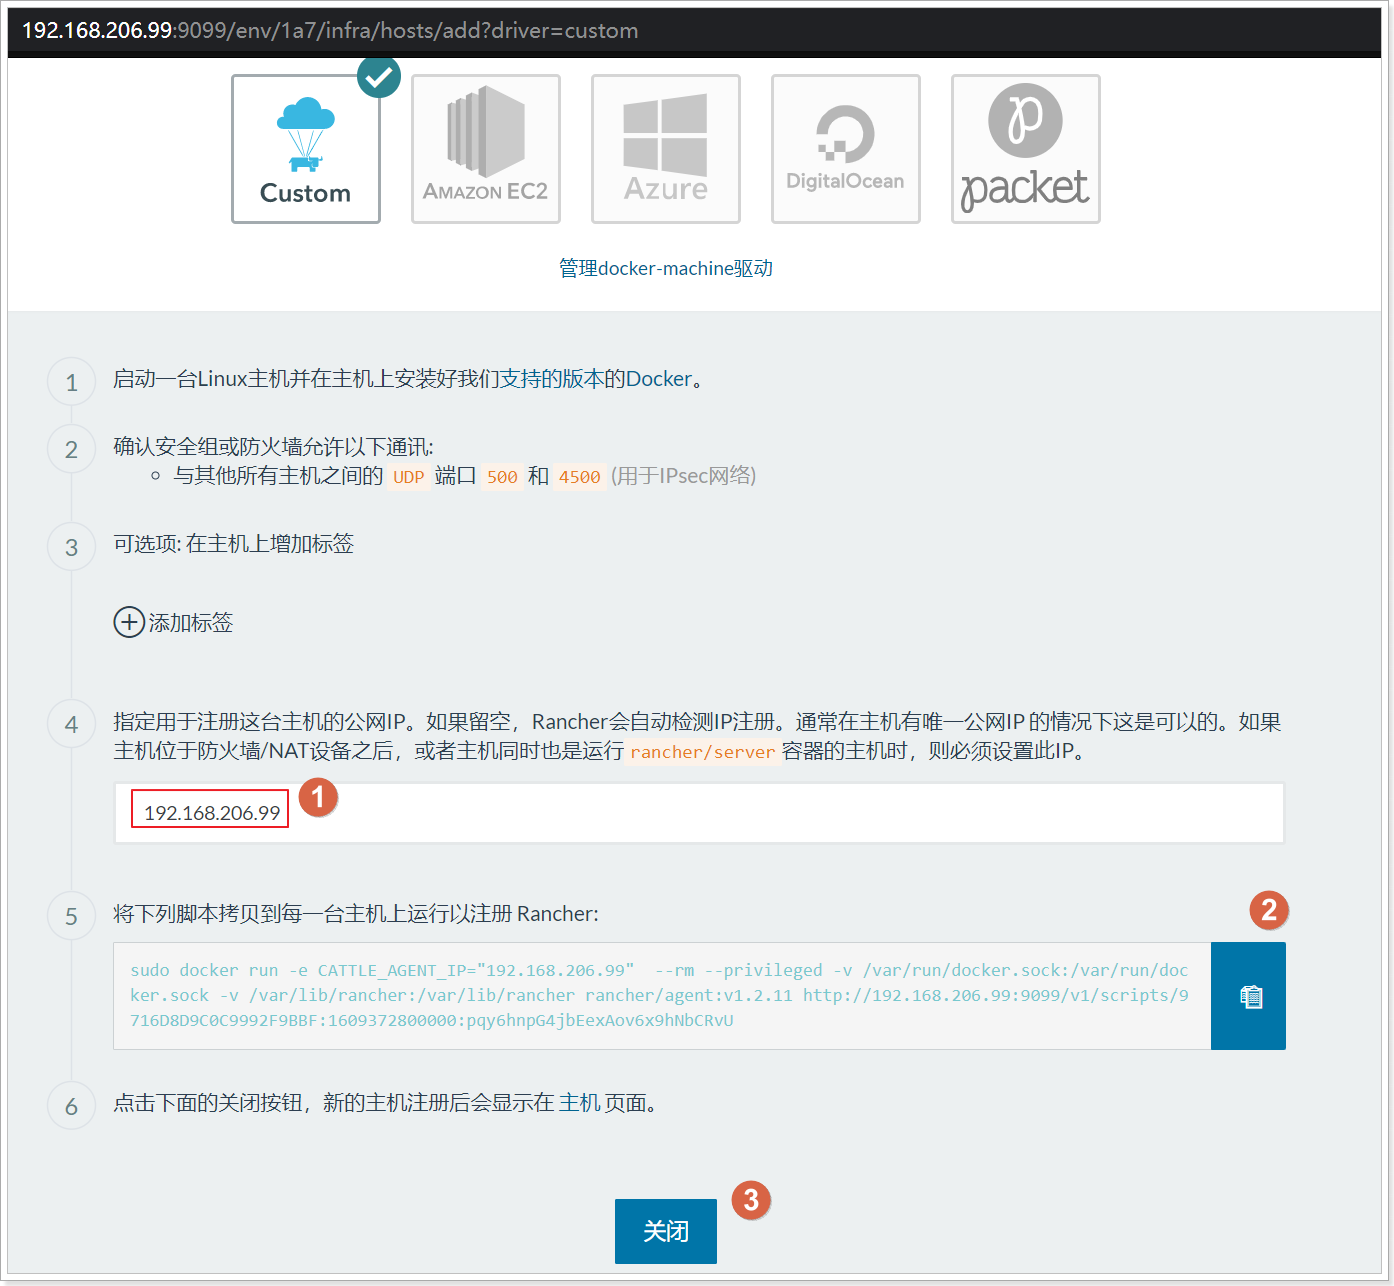 192.168.206.99:9099/env/1a7/infra/hosts/add?driver=custom
Custom
AMAZON EC2
Azure
DigitalOcean
packet
管理docker-machine驱动
1 启动一台Linux主机并在主机上安装好我们支持的版本的Docker。
2 确认安全组或防火墙允许以下通讯:
与其他所有主机之间的 UDP 端口 500 和 4500 (用于IPsec网络)
3 可选项: 在主机上增加标签
添加标签
4 指定用于注册这台主机的公网IP。如果留空，Rancher会自动检测IP注册。通常在主机有唯一公网IP 的情况下这是可以的。如果
主机位于防火墙/NAT设备之后，或者主机同时也是运行 rancher/server 容器的主机时，则必须设置此IP。
192.168.206.99 1
5 将下列脚本拷贝到每一台主机上运行以注册 Rancher: 2
sudo docker run -e CATTLE_AGENT_IP="192.168.206.99"  --rm --privileged -v /var/run/docker.sock:/var/run/doc
ker.sock -v /var/lib/rancher:/var/lib/rancher rancher/agent:v1.2.11 http://192.168.206.99:9099/v1/scripts/9
716D8D9C0C9992F9BBF:1609372800000:pqy6hnpG4jbEexAov6x9hNbCRvU
6 点击下面的关闭按钮，新的主机注册后会显示在 主机 页面。
关闭 3